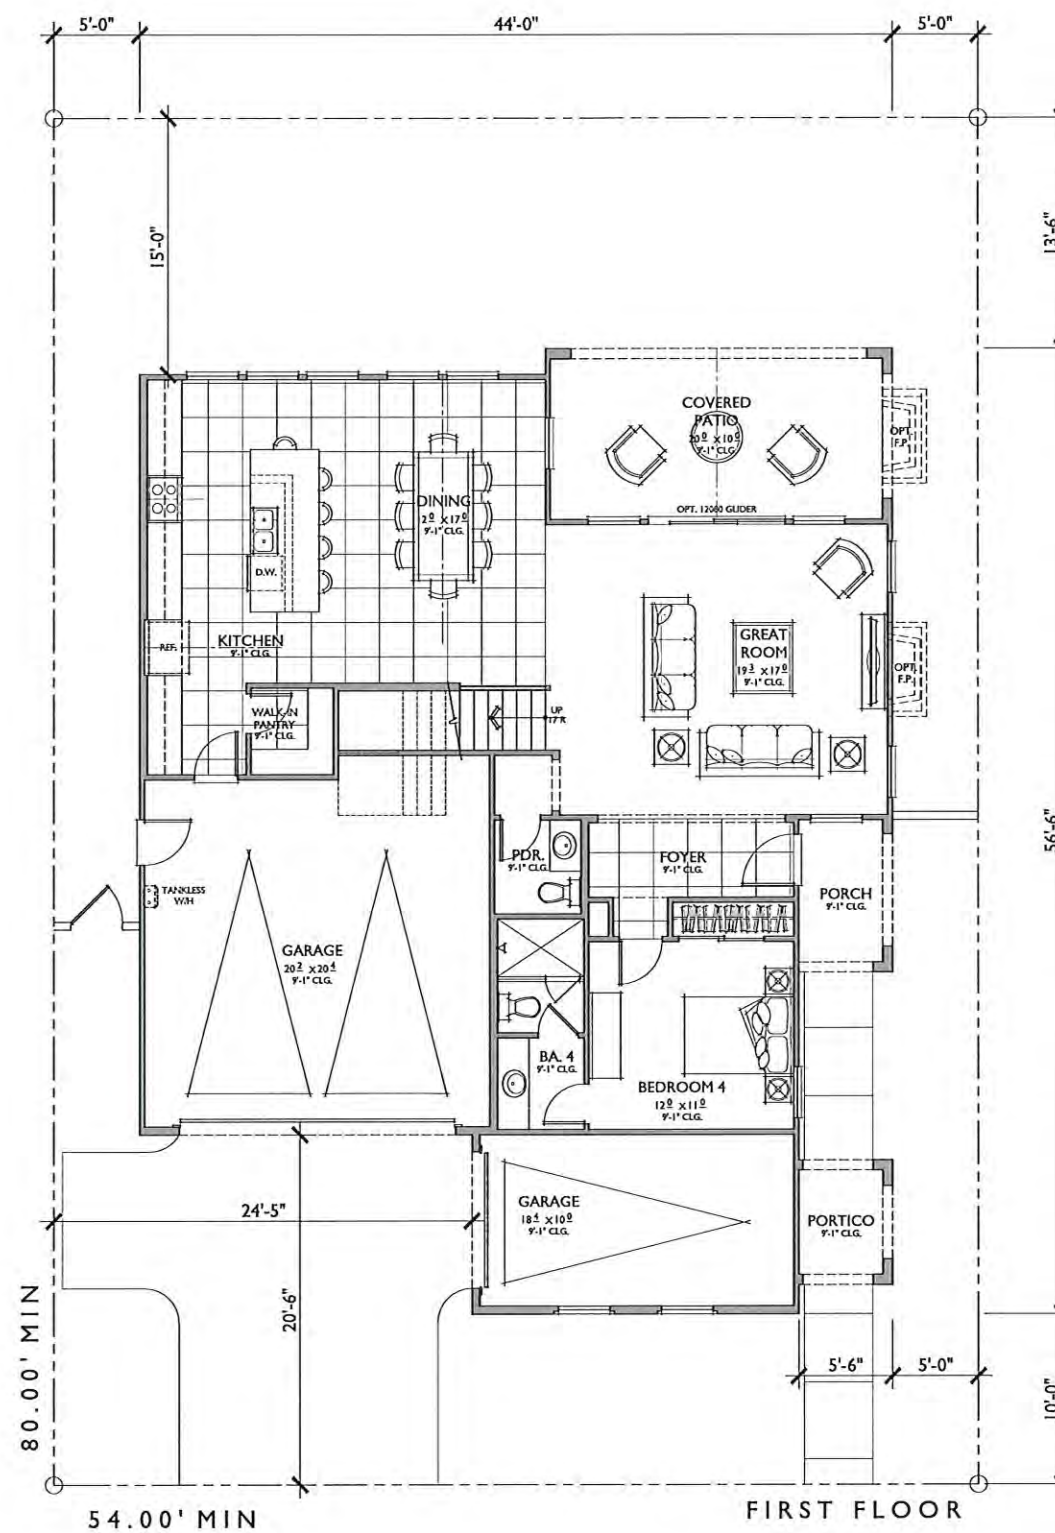 5'-0"
44'-0"
5'-0"
15'-0"
13'-6"
COVERED
PATIO
20⁰ X 10⁰
9'-1" CLG.
OPT.
F.P.
OPT. 12080 GLIDER
DINING
2⁰ X 17⁰
9'-1" CLG.
D.W.
KITCHEN
9'-1" CLG.
REF.
GREAT
ROOM
19³ X 17⁰
9'-1" CLG.
OPT.
F.P.
WALK-IN
PANTRY
9'-1" CLG.
UP
17 R
56'-6"
PDR.
9'-1" CLG.
FOYER
9'-1" CLG.
PORCH
9'-1" CLG.
TANKLESS
W/H
GARAGE
20² X 20⁴
9'-1" CLG.
BA. 4
9'-1" CLG.
BEDROOM 4
12⁰ X 11⁰
9'-1" CLG.
GARAGE
18⁴ X 10⁰
9'-1" CLG.
PORTICO
9'-1" CLG.
24'-5"
20'-6"
5'-6"
5'-0"
10'-0"
80.00' MIN
54.00' MIN
FIRST FLOOR